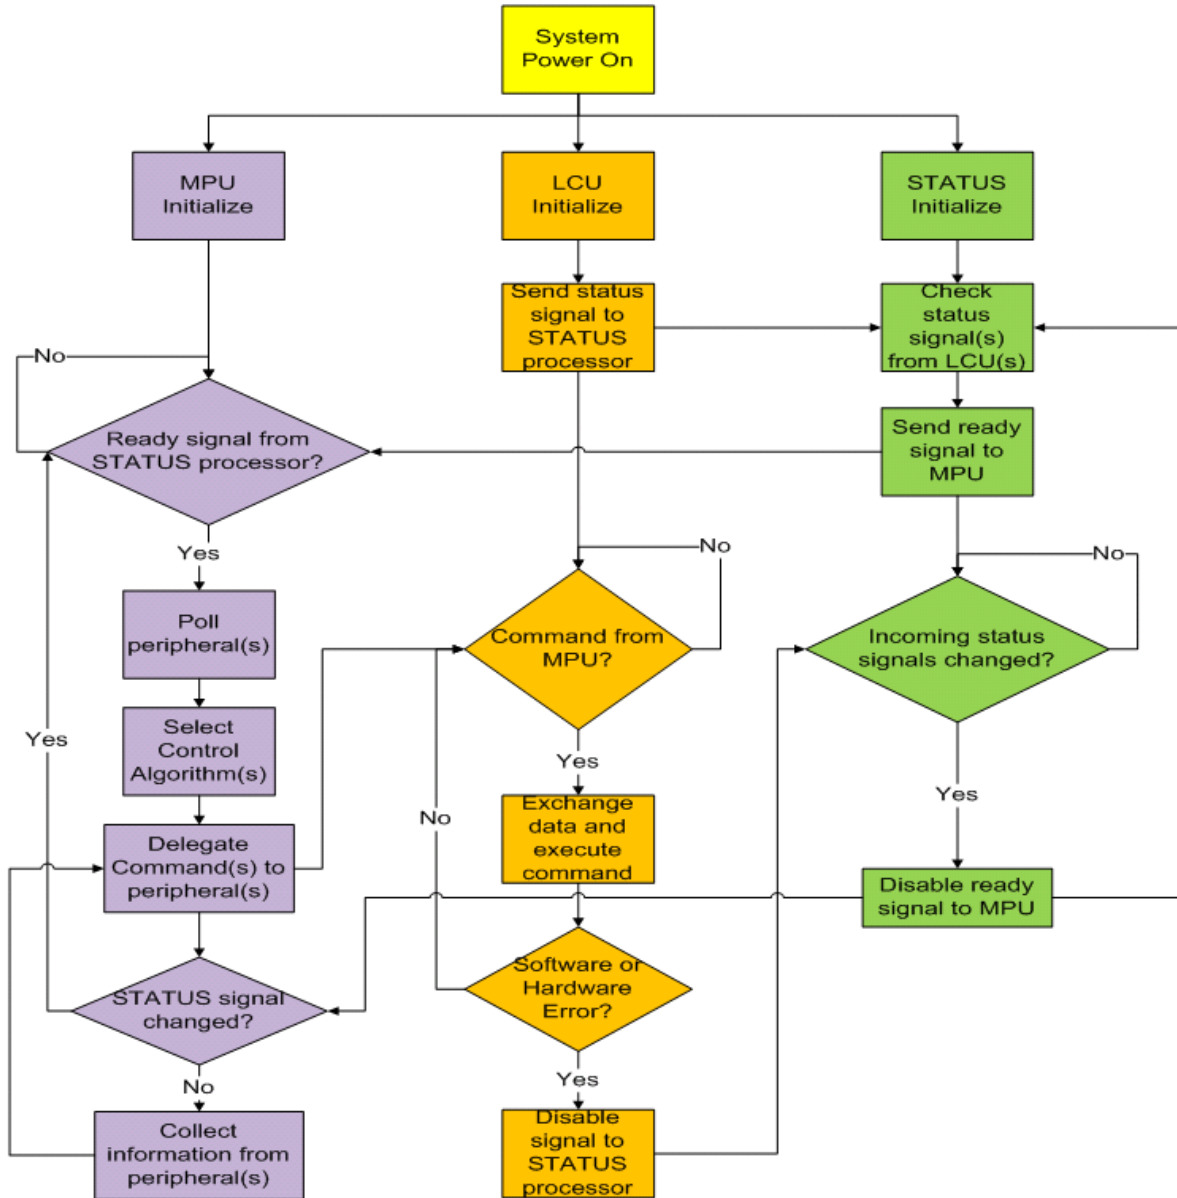 System
Power On
MPU
Initialize
LCU
Initialize
STATUS
Initialize
Send status
signal to
STATUS
processor
Check
status
signal(s)
from LCU(s)
No
Ready signal from
STATUS processor?
Send ready
signal to
MPU
Yes
No
No
Poll
peripheral(s)
Command from
MPU?
Incoming status
signals changed?
Select
Control
Algorithm(s)
Yes
Yes
Yes
No
Exchange
data and
execute
command
Delegate
Command(s) to
peripheral(s)
Disable ready
signal to MPU
STATUS signal
changed?
Software or
Hardware
Error?
No
Yes
Collect
information from
peripheral(s)
Disable
signal to
STATUS
processor